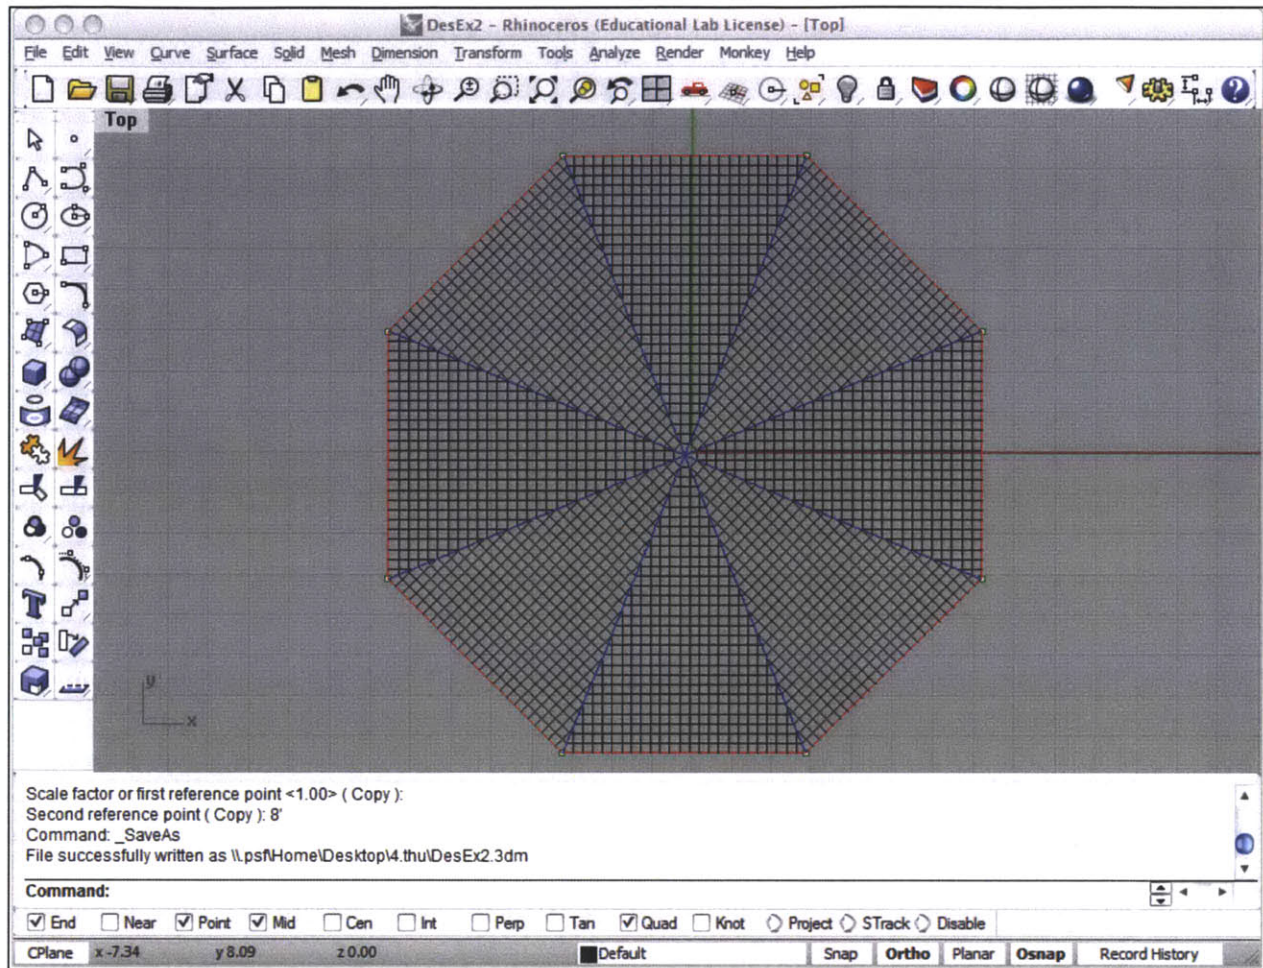 DesEx2 – Rhinoceros (Educational Lab License) – [Top]
File Edit View Curve Surface Solid Mesh Dimension Transform Tools Analyze Render Monkey Help
Top
y
x
Scale factor or first reference point <1.00> ( Copy ):
Second reference point ( Copy ): 8'
Command: _SaveAs
File successfully written as \\.psf\Home\Desktop\4.thu\DesEx2.3dm
Command:
End Near Point Mid Cen Int Perp Tan Quad Knot Project STrack Disable
CPlane x -7.34 y 8.09 z 0.00 Default Snap Ortho Planar Osnap Record History